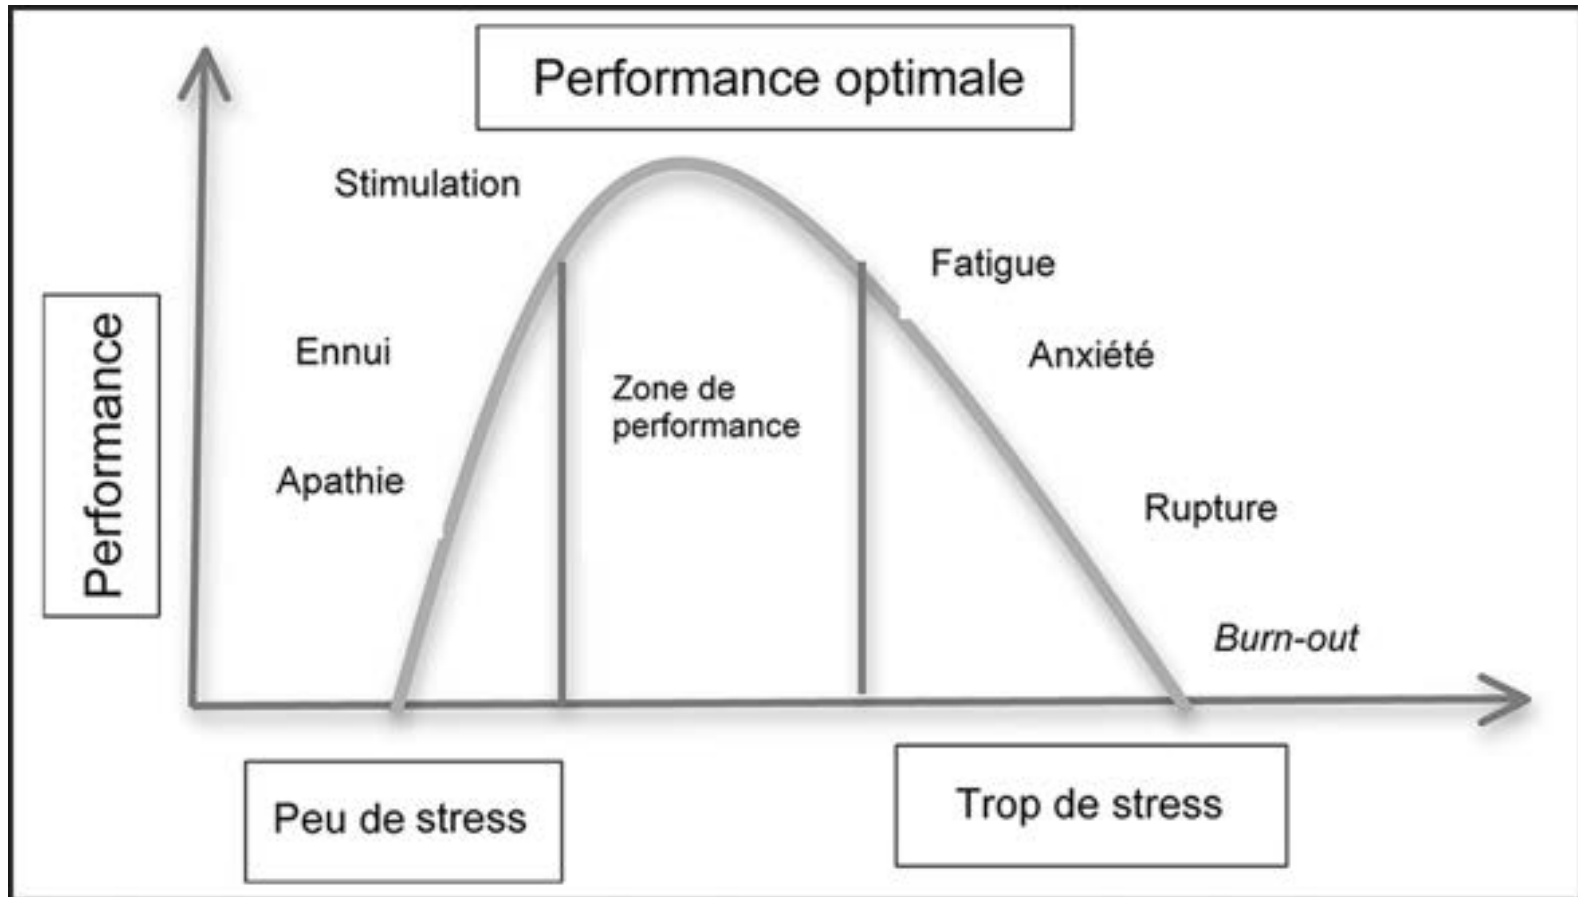 Performance optimale
Stimulation
Fatigue
Ennui
Anxiété
Zone de
performance
Performance
Apathie
Rupture
Burn-out
Peu de stress
Trop de stress